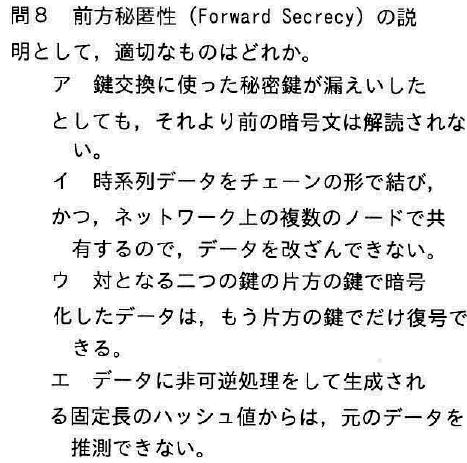 問８　前方秘匿性（Forward Secrecy）の説
明として，適切なものはどれか。
ア　鍵交換に使った秘密鍵が漏えいした
としても，それより前の暗号文は解読されな
い。
イ　時系列データをチェーンの形で結び，
かつ，ネットワーク上の複数のノードで共
有するので，データを改ざんできない。
ウ　対となる二つの鍵の片方の鍵で暗号
化したデータは，もう片方の鍵でだけ復号で
きる。
エ　データに非可逆処理をして生成され
る固定長のハッシュ値からは，元のデータを
推測できない。